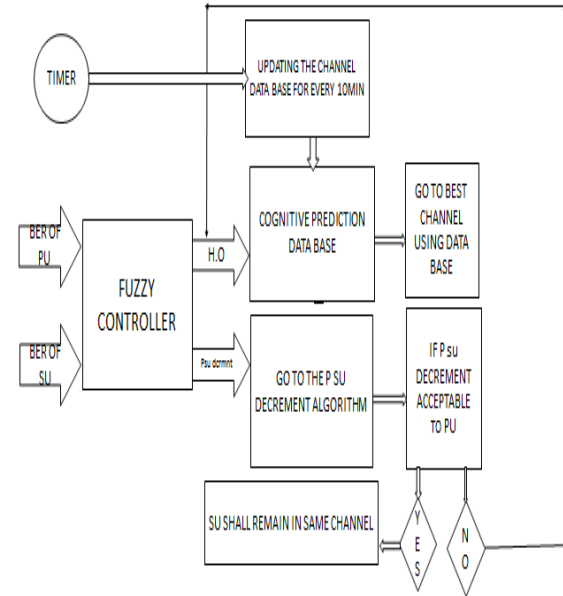 TIMER
UPDATING THE CHANNEL
DATA BASE FOR EVERY 10MIN
BER OF
PU
FUZZY
CONTROLLER
H.O
COGNITIVE PREDICTION
DATA BASE
GO TO BEST
CHANNEL
USING DATA
BASE
BER OF
SU
Psu dcrmnt
GO TO THE P SU
DECREMENT ALGORITHM
IF P su
DECREMENT
ACCEPTABLE
to PU
SU SHALL REMAIN IN SAME CHANNEL
Y
E
S
N
O